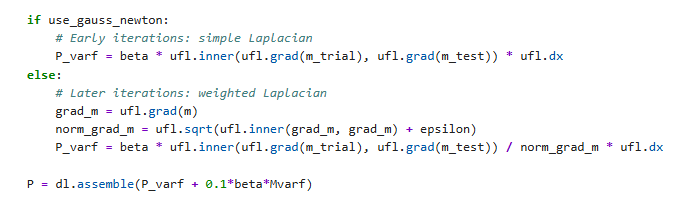 if use_gauss_newton:
    # Early iterations: simple Laplacian
    P_varf = beta * ufl.inner(ufl.grad(m_trial), ufl.grad(m_test)) * ufl.dx
else:
    # Later iterations: weighted Laplacian
    grad_m = ufl.grad(m)
    norm_grad_m = ufl.sqrt(ufl.inner(grad_m, grad_m) + epsilon)
    P_varf = beta * ufl.inner(ufl.grad(m_trial), ufl.grad(m_test)) / norm_grad_m * ufl.dx

P = dl.assemble(P_varf + 0.1*beta*Mvarf)